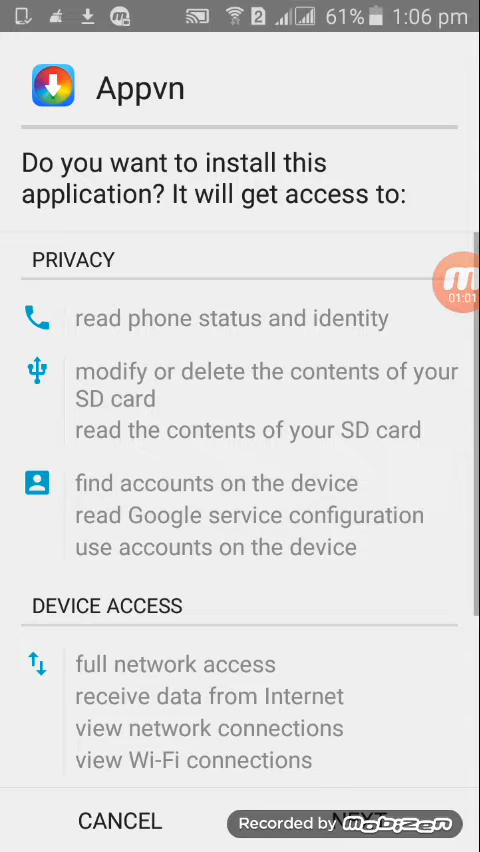 2 61% 1:06 pm
Appvn
Do you want to install this
application? It will get access to:
PRIVACY
01:01
read phone status and identity
modify or delete the contents of your
SD card
read the contents of your SD card
find accounts on the device
read Google service configuration
use accounts on the device
DEVICE ACCESS
full network access
receive data from Internet
view network connections
view Wi-Fi connections
CANCEL NEXT
Recorded by mobizen